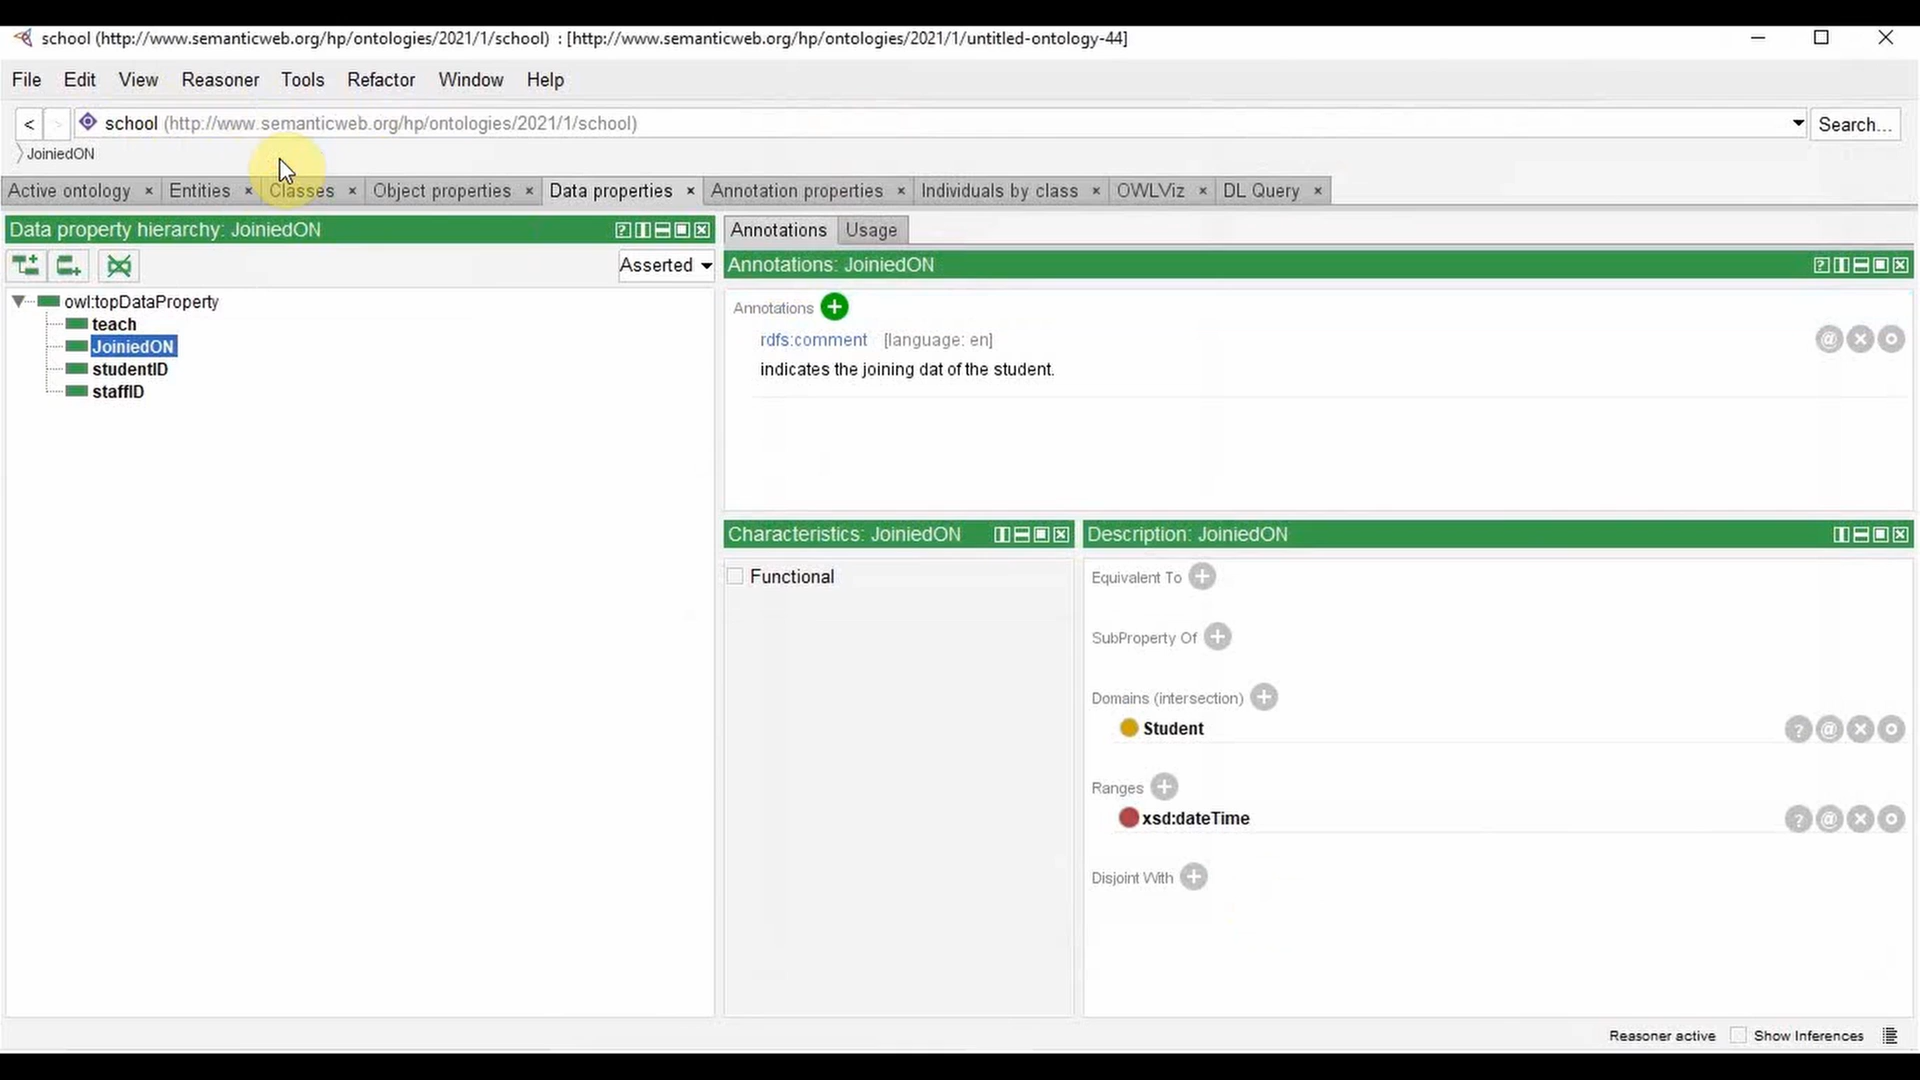 school (http://www.semanticweb.org/hp/ontologies/2021/1/school) : [http://www.semanticweb.org/hp/ontologies/2021/1/untitled-ontology-44]
File Edit View Reasoner Tools Refactor Window Help
< > school (http://www.semanticweb.org/hp/ontologies/2021/1/school) Search...
JoiniedON
Active ontology × Entities × Classes × Object properties × Data properties × Annotation properties × Individuals by class × OWLViz × DL Query ×
Data property hierarchy: JoiniedON
Asserted
owl:topDataProperty
teach
JoiniedON
studentID
staffID
Annotations Usage
Annotations: JoiniedON
Annotations
rdfs:comment [language: en]
indicates the joining dat of the student.
Characteristics: JoiniedON
Functional
Description: JoiniedON
Equivalent To
SubProperty Of
Domains (intersection)
Student
Ranges
xsd:dateTime
Disjoint With
Reasoner active Show Inferences